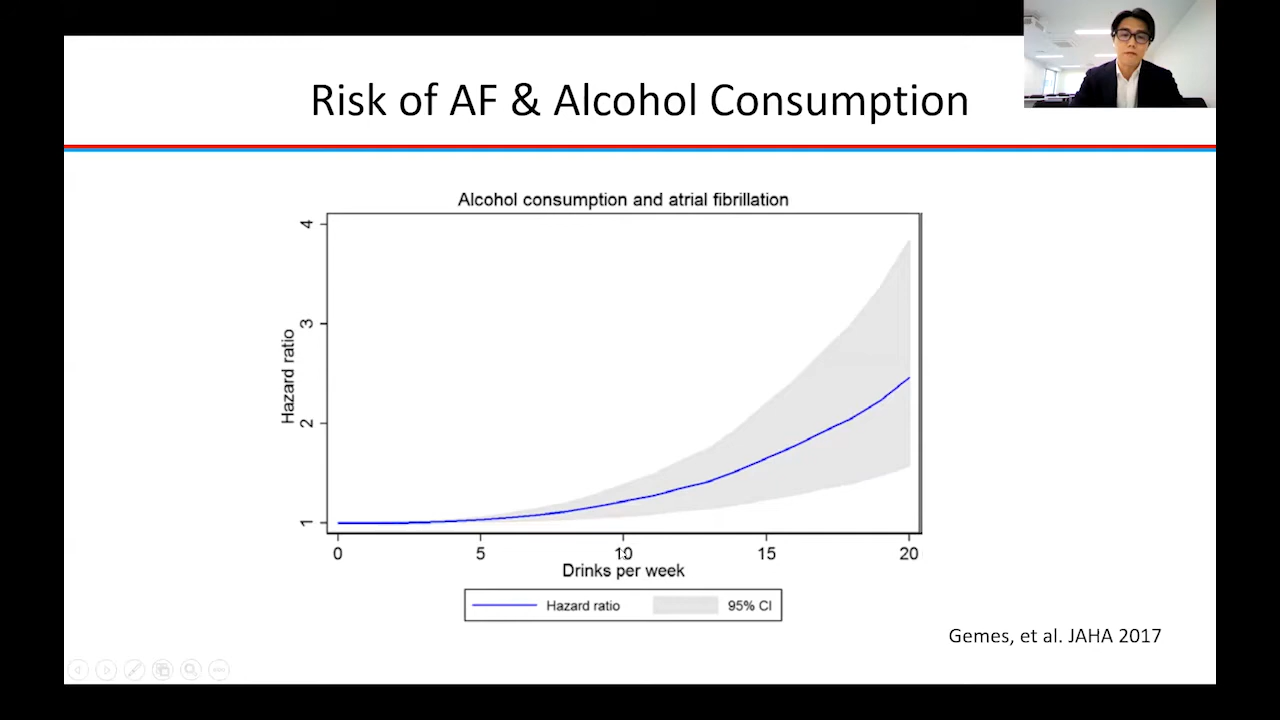 Risk of AF & Alcohol Consumption
Alcohol consumption and atrial fibrillation
4
3
2
1
Hazard ratio
0 5 10 15 20
Drinks per week
Hazard ratio 95% CI
Gemes, et al. JAHA 2017